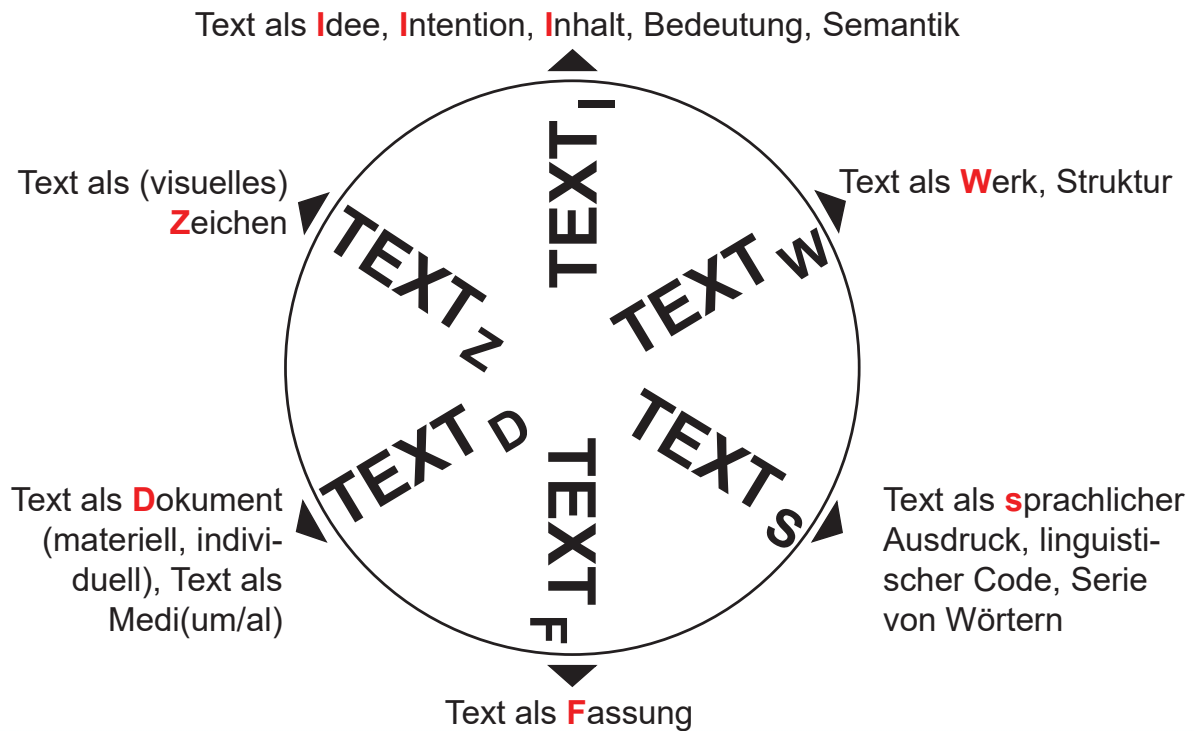 Text als Idee, Intention, Inhalt, Bedeutung, Semantik
TEXT I
Text als (visuelles)
Zeichen
TEXT Z
Text als Werk, Struktur
TEXT W
Text als Dokument
(materiell, indivi-
duell), Text als
Medi(um/al)
TEXT D
TEXT F
TEXT S
Text als sprachlicher
Ausdruck, linguisti-
scher Code, Serie
von Wörtern
Text als Fassung